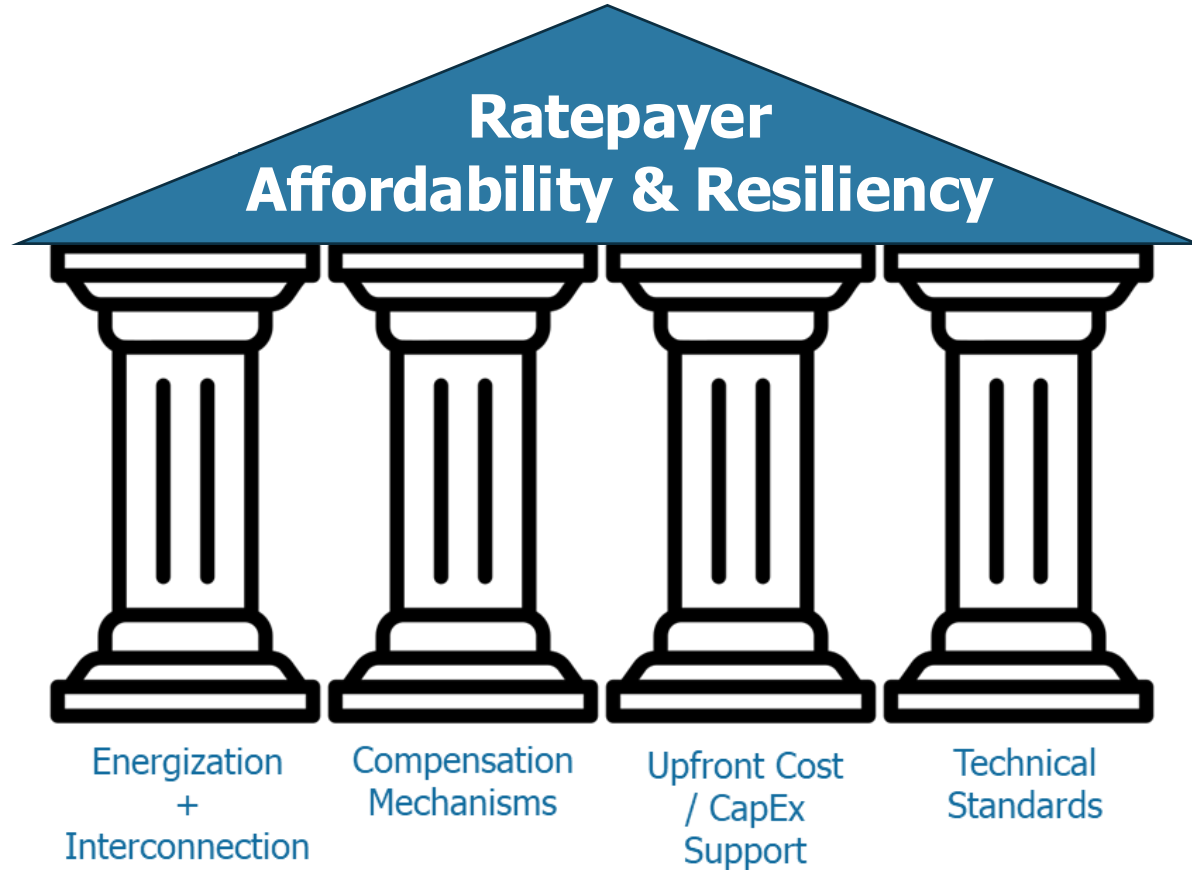 Ratepayer
Affordability & Resiliency
Energization
+
Interconnection
Compensation
Mechanisms
Upfront Cost
/ CapEx
Support
Technical
Standards